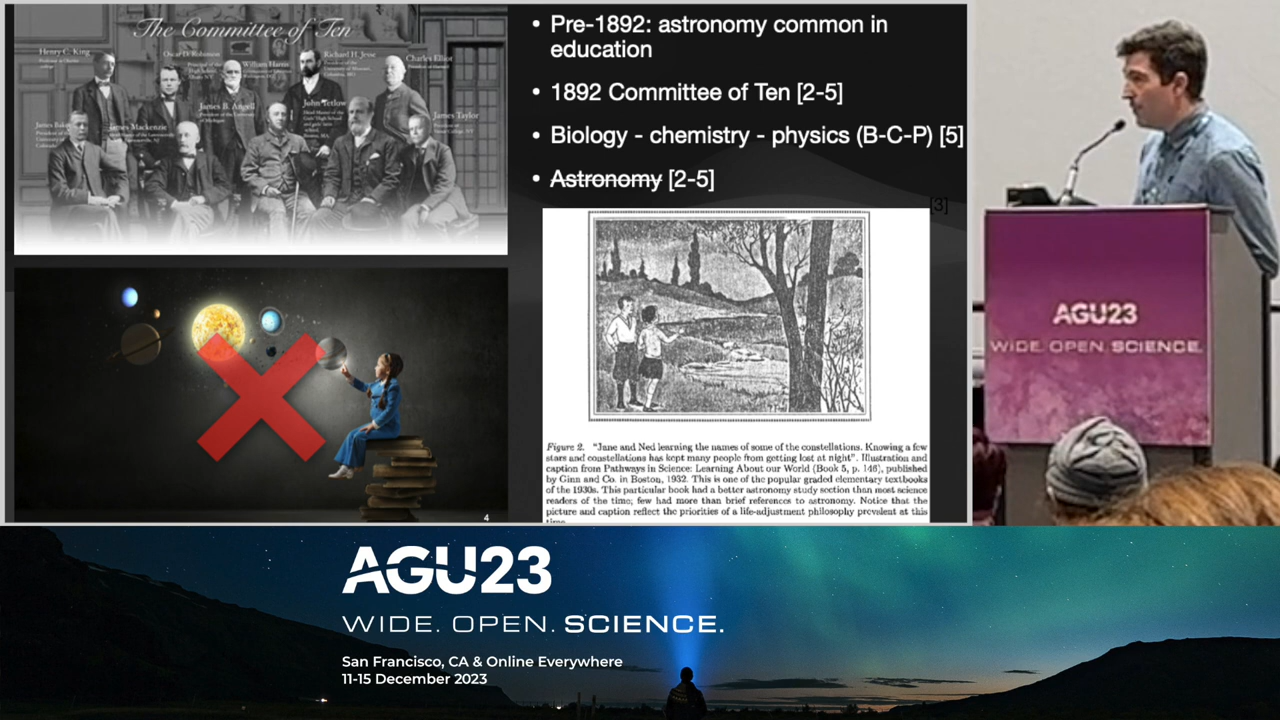 The Committee of Ten
Henry C. King
Oscar D. Robinson
William Harris
Richard H. Jesse
Charles Elliot
James B. Angell
John Tetlow
James Taylor
James Mackenzie
• Pre-1892: astronomy common in
education
• 1892 Committee of Ten [2-5]
• Biology - chemistry - physics (B-C-P) [5]
• Astronomy [2-5]
[3]
Figure 2. "Jane and Ned learning the names of some of the constellations. Knowing a few
stars and constellations has kept many people from getting lost at night". Illustration and
caption from Pathways in Science: Learning About our World (Book 5, p. 146), published
by Ginn and Co. in Boston, 1932. This is one of the popular graded elementary textbooks
of the 1930s. This particular book had a better astronomy study section than most science
readers of the time; few had more than brief references to astronomy. Notice that the
picture and caption reflect the priorities of a life-adjustment philosophy prevalent at this
time.
4
AGU23
WIDE. OPEN. SCIENCE.
AGU23
WIDE. OPEN. SCIENCE.
San Francisco, CA & Online Everywhere
11-15 December 2023